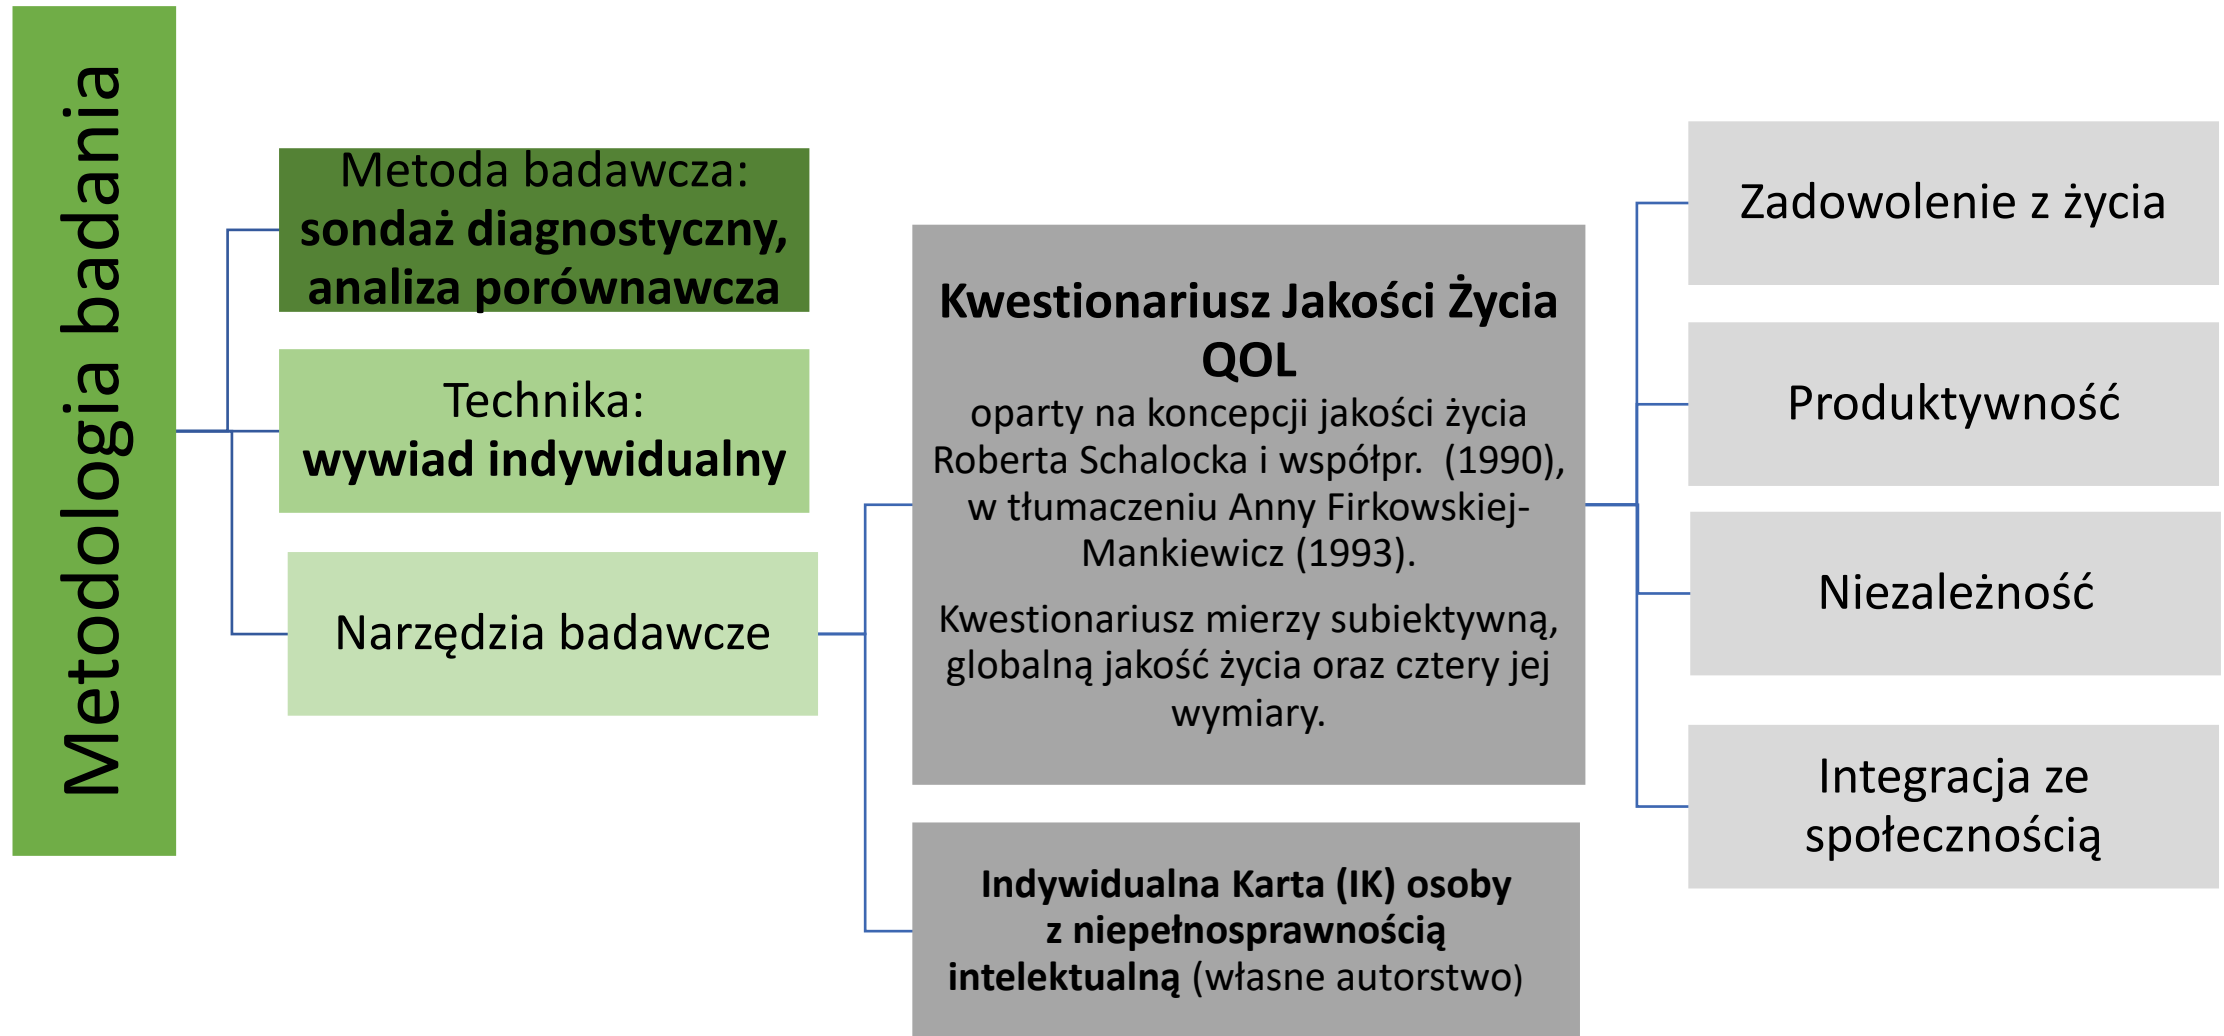 Metodologia badania
Metoda badawcza:
sondaż diagnostyczny,
analiza porównawcza
Technika:
wywiad indywidualny
Narzędzia badawcze
Kwestionariusz Jakości Życia
QOL
oparty na koncepcji jakości życia
Roberta Schalocka i współpr. (1990),
w tłumaczeniu Anny Firkowskiej-
Mankiewicz (1993).
Kwestionariusz mierzy subiektywną,
globalną jakość życia oraz cztery jej
wymiary.
Indywidualna Karta (IK) osoby
z niepełnosprawnością
intelektualną (własne autorstwo)
Zadowolenie z życia
Produktywność
Niezależność
Integracja ze
społecznością